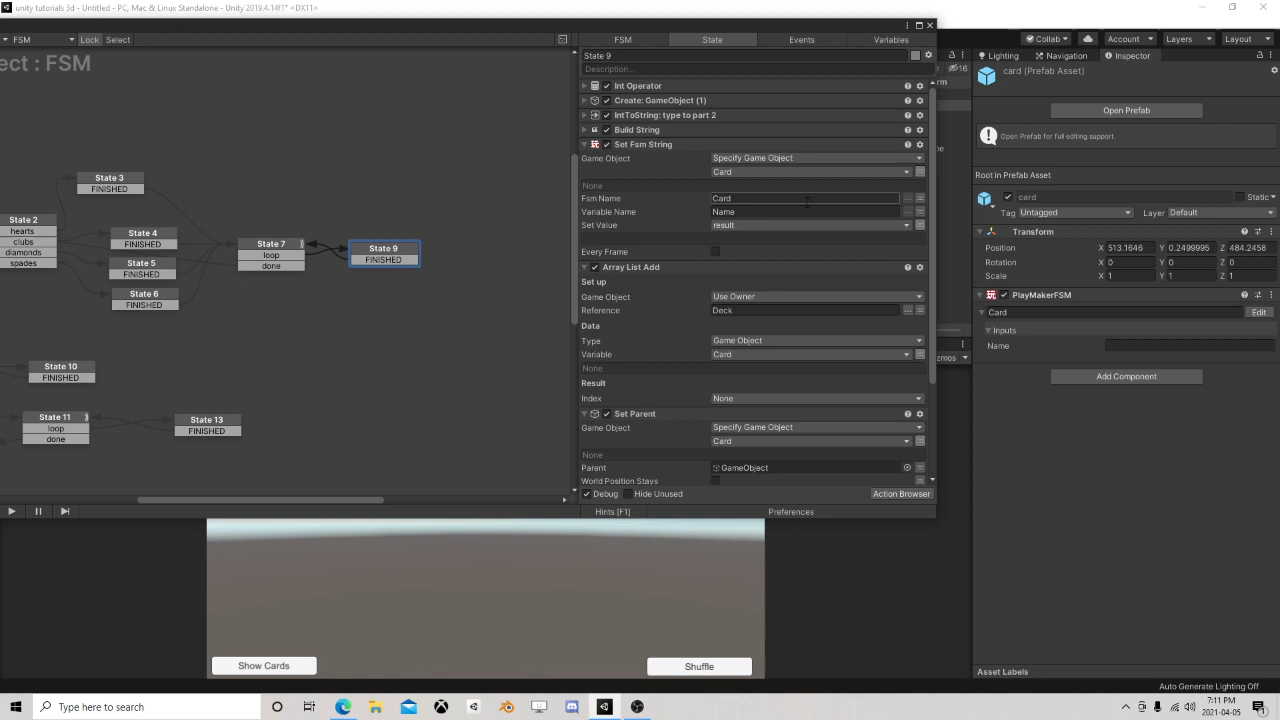 unity tutorials 3d - Untitled - PC, Mac & Linux Standalone - Unity 2019.4.14f1* <DX11>
FSM
Lock
Select
FSM
State
Events
Variables
ect : FSM
State 9
Description...
Int Operator
Create: GameObject (1)
IntToString: type to part 2
Build String
Set Fsm String
Game Object
Specify Game Object
Card
None
Fsm Name
Card
Variable Name
Name
Set Value
result
Every Frame
Array List Add
Set up
Game Object
Use Owner
Reference
Deck
Data
Type
Game Object
Variable
Card
None
Result
Index
None
Set Parent
Game Object
Specify Game Object
Card
None
Parent
GameObject
World Position Stays
Debug
Hide Unused
Action Browser
Hints [F1]
Preferences
State 3
FINISHED
State 2
hearts
clubs
diamonds
spades
State 4
FINISHED
State 5
FINISHED
State 6
FINISHED
State 7
loop
done
State 9
FINISHED
State 10
FINISHED
State 11
loop
done
State 13
FINISHED
Collab
Account
Layers
Layout
Lighting
Navigation
Inspector
16
card (Prefab Asset)
Open Prefab
Open Prefab for full editing support.
Root in Prefab Asset
card
Static
Tag
Untagged
Layer
Default
Transform
Position
X 513.1646
Y 0.2499995
Z 484.2458
Rotation
X 0
Y 0
Z 0
Scale
X 1
Y 1
Z 1
PlayMakerFSM
Card
Edit
Inputs
Name
Add Component
Asset Labels
Auto Generate Lighting Off
Show Cards
Shuffle
Type here to search
7:11 PM
2021-04-05